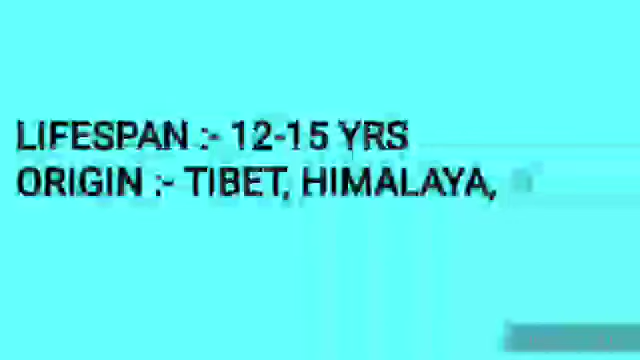 LIFESPAN :- 12-15 YRS
ORIGIN :- TIBET, HIMALAYA,